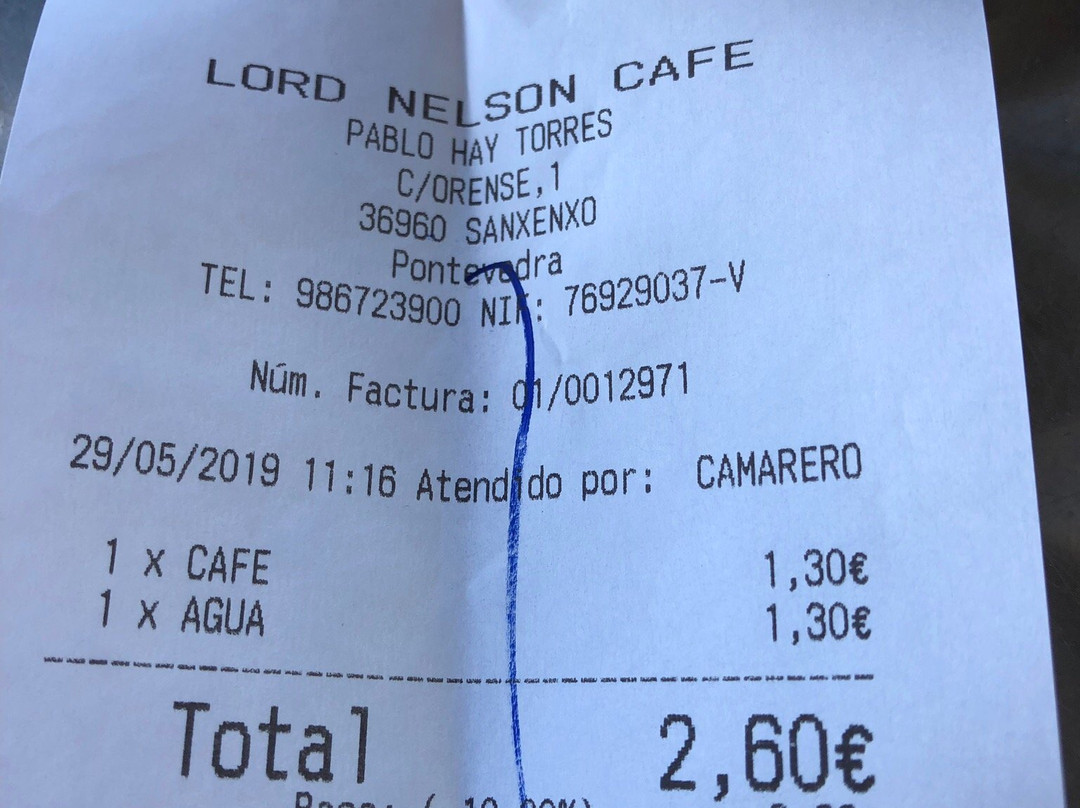 LORD NELSON CAFE
PABLO HAY TORRES
C/ORENSE,1
36960 SANXENXO
Pontevedra
TEL: 986723900 NIF: 76929037-V
Núm. Factura: 01/0012971
29/05/2019 11:16 Atendido por: CAMARERO
1 x CAFE 1,30€
1 x AGUA 1,30€
Total 2,60€